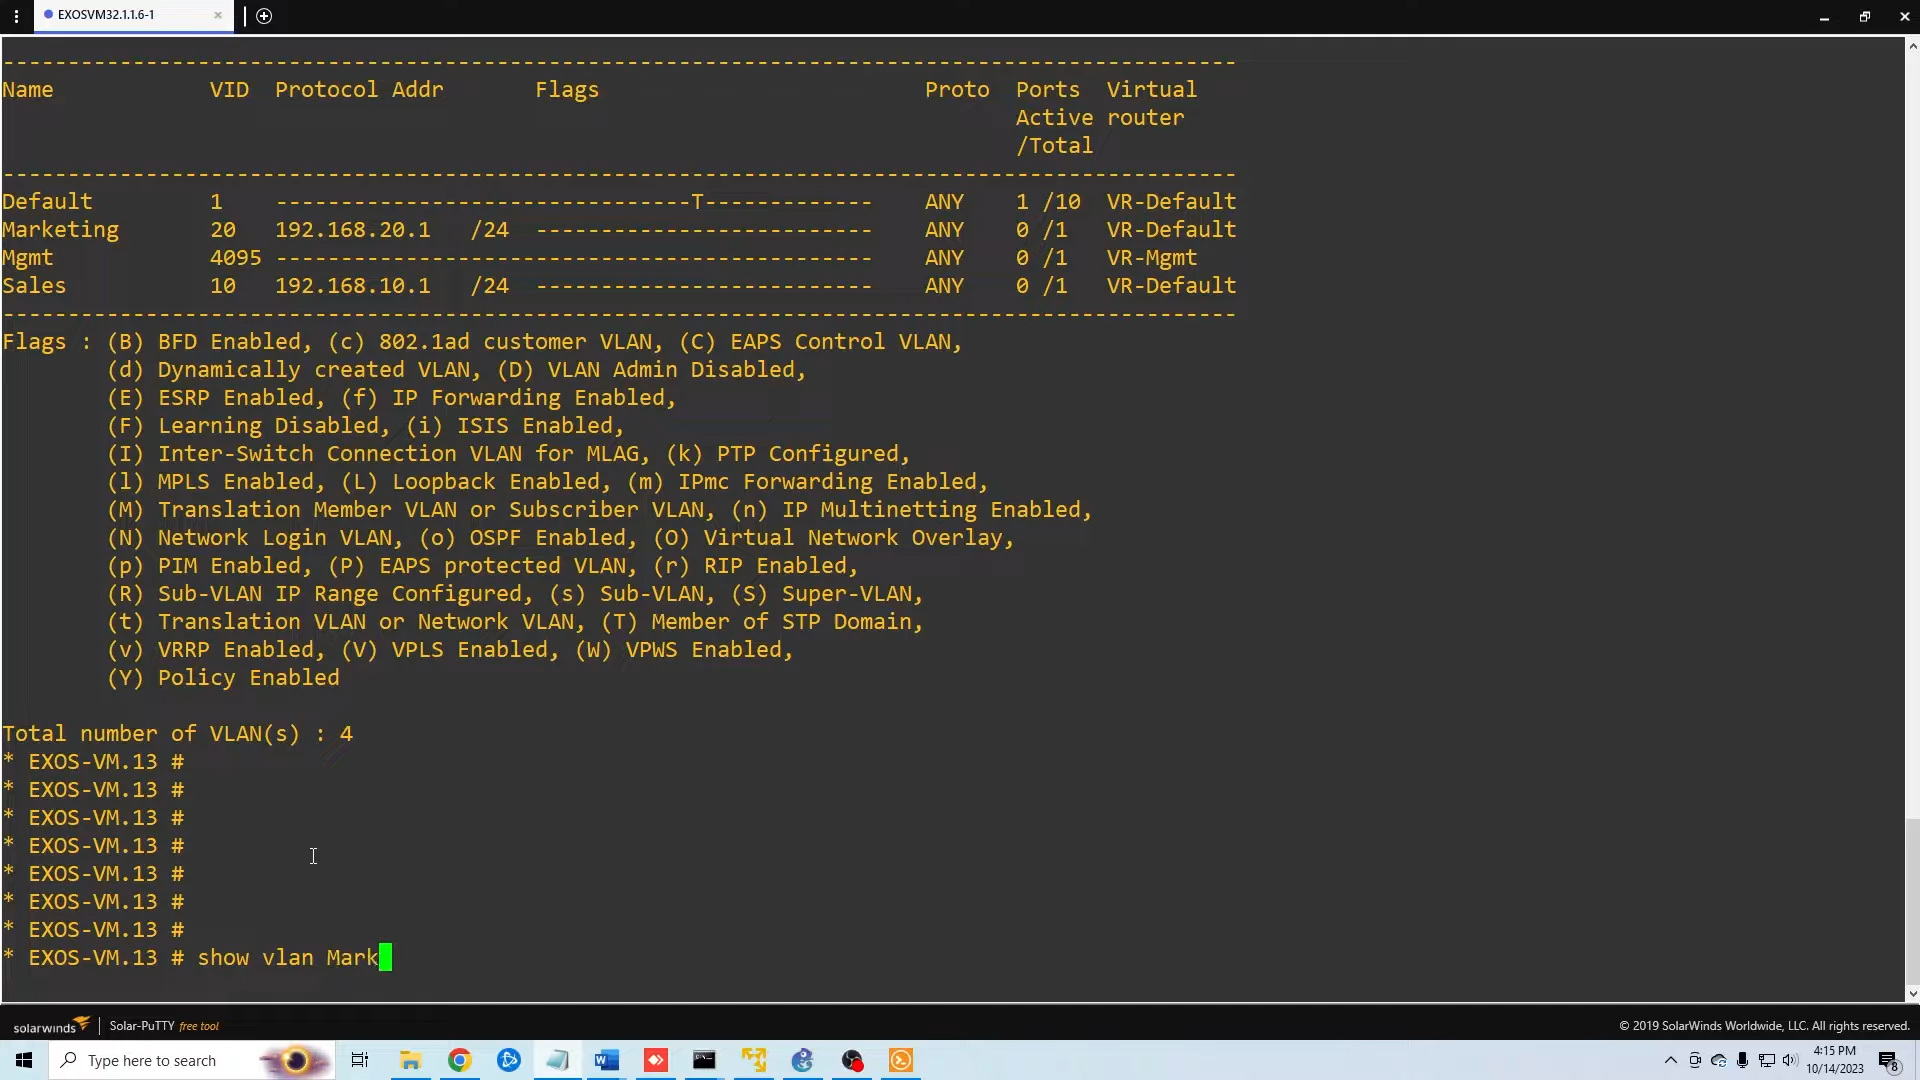 EXOSVM32.1.1.6-1
--------------------------------------------------------------------------------------------------
Name            VID  Protocol Addr       Flags                         Proto  Ports  Virtual
                                                                              Active router
                                                                              /Total
--------------------------------------------------------------------------------------------------
Default         1    --------------------------------T-------------    ANY    1 /10  VR-Default
Marketing       20   192.168.20.1   /24  --------------------------    ANY    0 /1   VR-Default
Mgmt            4095 ----------------------------------------------    ANY    0 /1   VR-Mgmt
Sales           10   192.168.10.1   /24  --------------------------    ANY    0 /1   VR-Default
--------------------------------------------------------------------------------------------------
Flags : (B) BFD Enabled, (c) 802.1ad customer VLAN, (C) EAPS Control VLAN,
        (d) Dynamically created VLAN, (D) VLAN Admin Disabled,
        (E) ESRP Enabled, (f) IP Forwarding Enabled,
        (F) Learning Disabled, (i) ISIS Enabled,
        (I) Inter-Switch Connection VLAN for MLAG, (k) PTP Configured,
        (l) MPLS Enabled, (L) Loopback Enabled, (m) IPmc Forwarding Enabled,
        (M) Translation Member VLAN or Subscriber VLAN, (n) IP Multinetting Enabled,
        (N) Network Login VLAN, (o) OSPF Enabled, (O) Virtual Network Overlay,
        (p) PIM Enabled, (P) EAPS protected VLAN, (r) RIP Enabled,
        (R) Sub-VLAN IP Range Configured, (s) Sub-VLAN, (S) Super-VLAN,
        (t) Translation VLAN or Network VLAN, (T) Member of STP Domain,
        (v) VRRP Enabled, (V) VPLS Enabled, (W) VPWS Enabled,
        (Y) Policy Enabled
Total number of VLAN(s) : 4
* EXOS-VM.13 #
* EXOS-VM.13 #
* EXOS-VM.13 #
* EXOS-VM.13 #
* EXOS-VM.13 #
* EXOS-VM.13 #
* EXOS-VM.13 #
* EXOS-VM.13 # show vlan Mark
solarwinds | Solar-PuTTY free tool © 2019 SolarWinds Worldwide, LLC. All rights reserved.
Type here to search
4:15 PM
10/14/2023
8